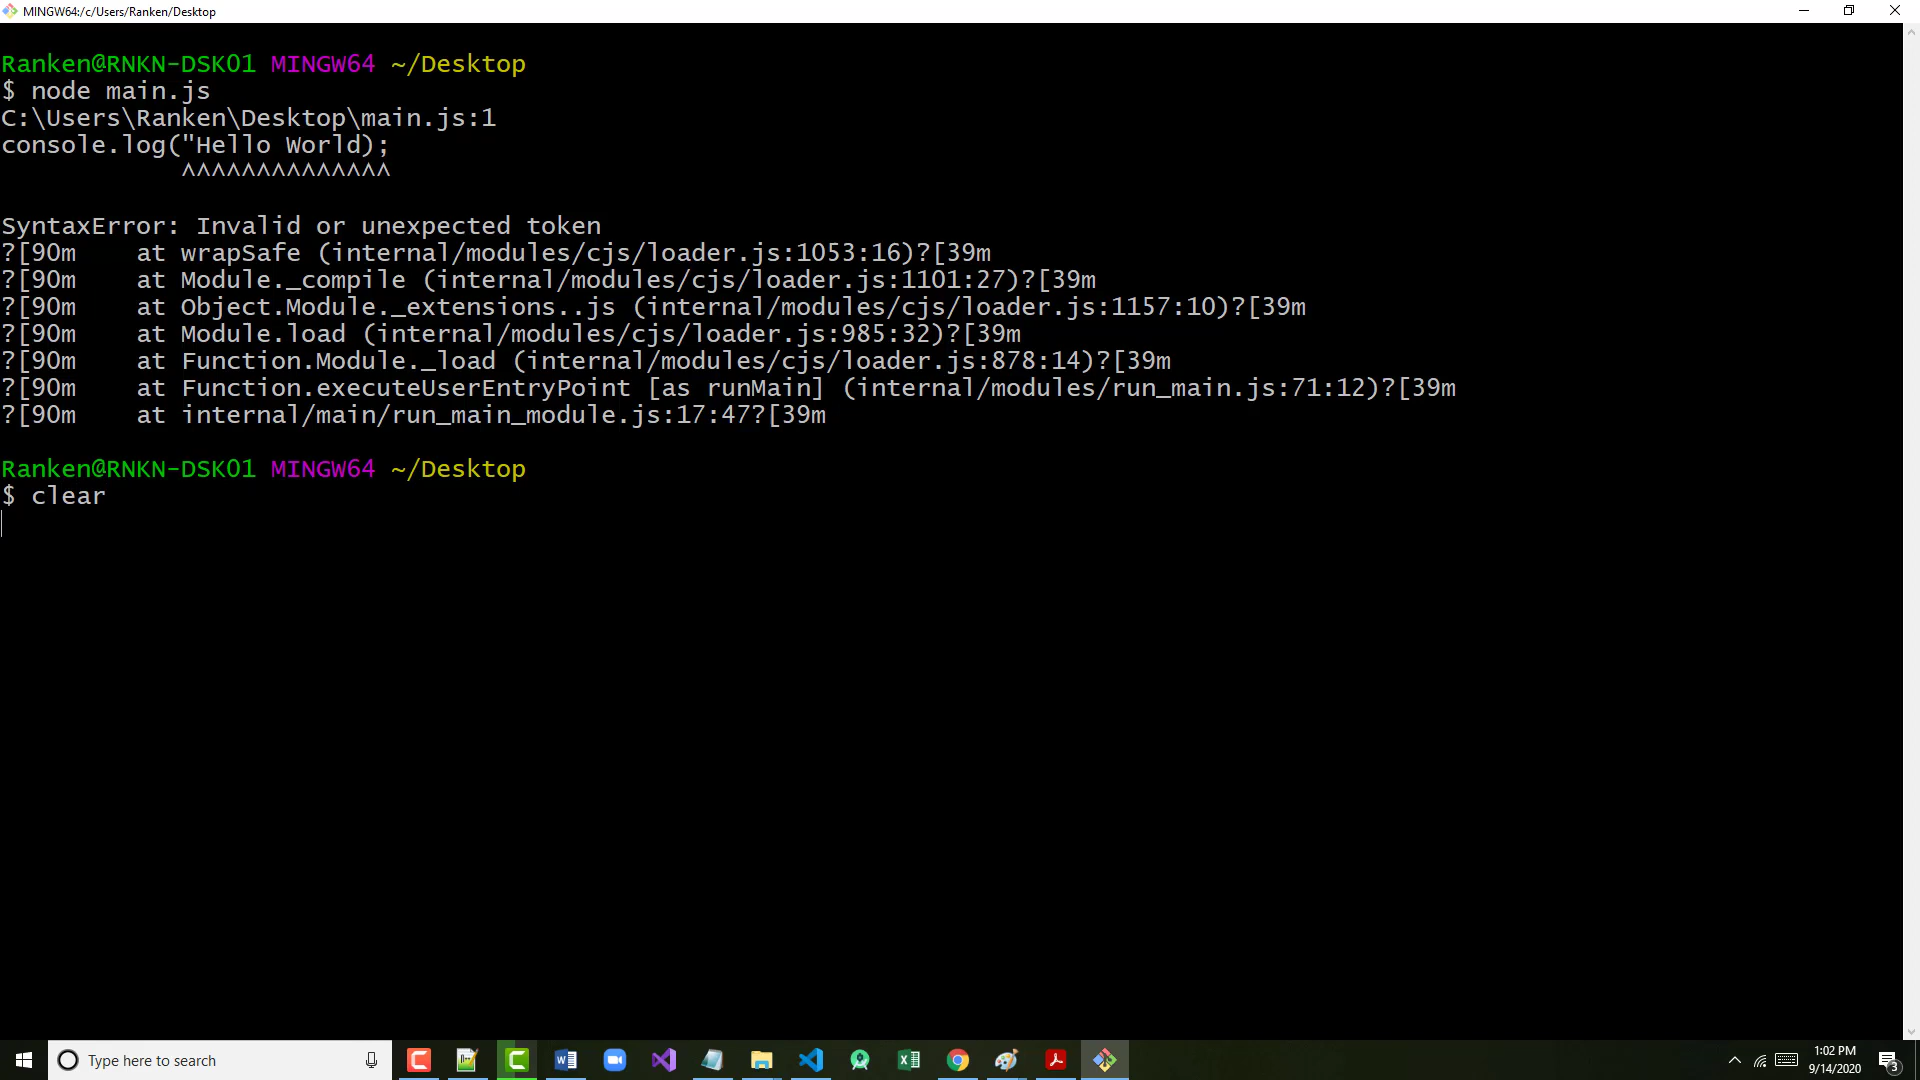 MINGW64:/c/Users/Ranken/Desktop
Ranken@RNKN-DSK01 MINGW64 ~/Desktop
$ node main.js
C:\Users\Ranken\Desktop\main.js:1
console.log("Hello World);
            ^^^^^^^^^^^^^^
SyntaxError: Invalid or unexpected token
?[90m    at wrapSafe (internal/modules/cjs/loader.js:1053:16)?[39m
?[90m    at Module._compile (internal/modules/cjs/loader.js:1101:27)?[39m
?[90m    at Object.Module._extensions..js (internal/modules/cjs/loader.js:1157:10)?[39m
?[90m    at Module.load (internal/modules/cjs/loader.js:985:32)?[39m
?[90m    at Function.Module._load (internal/modules/cjs/loader.js:878:14)?[39m
?[90m    at Function.executeUserEntryPoint [as runMain] (internal/modules/run_main.js:71:12)?[39m
?[90m    at internal/main/run_main_module.js:17:47?[39m
Ranken@RNKN-DSK01 MINGW64 ~/Desktop
$ clear
Type here to search
1:02 PM
9/14/2020
3